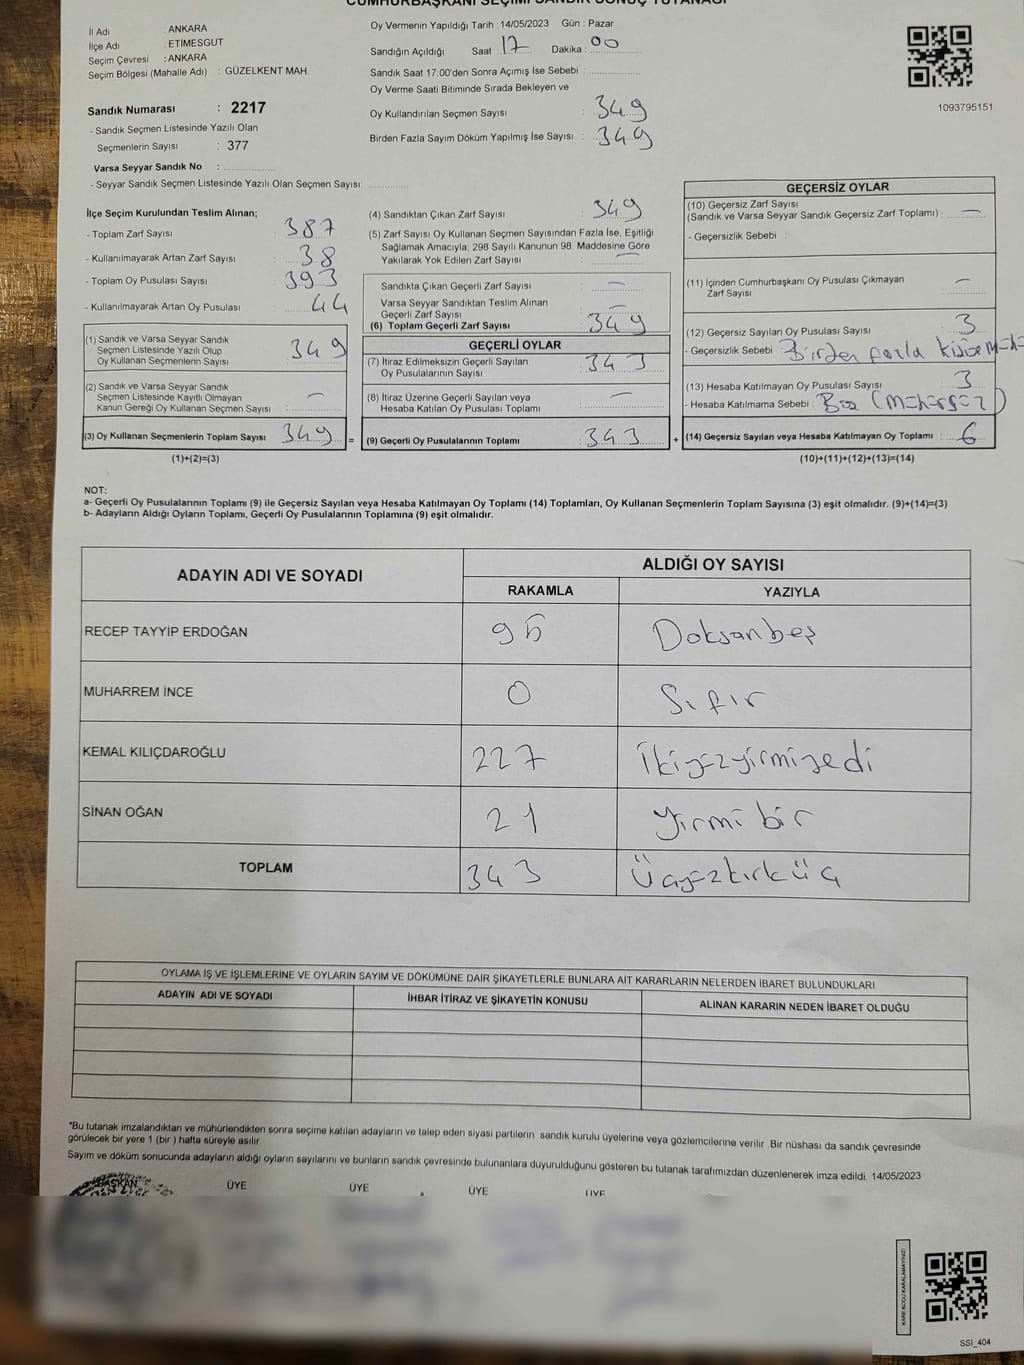 CUMHURBAŞKANI SEÇİMİ SANDIK SONUÇ TUTANAĞI
İl Adı : ANKARA
İlçe Adı : ETİMESGUT
Seçim Çevresi : ANKARA
Seçim Bölgesi (Mahalle Adı) : GÜZELKENT MAH.
Oy Vermenin Yapıldığı Tarih : 14/05/2023 Gün : Pazar
Sandığın Açıldığı Saat : 17 Dakika : 00
Sandık Saat 17.00'den Sonra Açımış İse Sebebi :
Oy Verme Saati Bitiminde Sırada Bekleyen ve
Oy Kullandırılan Seçmen Sayısı : 349
Birden Fazla Sayım Döküm Yapılmış İse Sayısı : 349
1093795151
Sandık Numarası : 2217
- Sandık Seçmen Listesinde Yazılı Olan
Seçmenlerin Sayısı : 377
Varsa Seyyar Sandık No :
- Seyyar Sandık Seçmen Listesinde Yazılı Olan Seçmen Sayısı:
İlçe Seçim Kurulundan Teslim Alınan;
- Toplam Zarf Sayısı : 387
- Kullanılmayarak Artan Zarf Sayısı : 38
- Toplam Oy Pusulası Sayısı : 393
- Kullanılmayarak Artan Oy Pusulası : 44
(1) Sandık ve Varsa Seyyar Sandık
Seçmen Listesinde Yazılı Olup
Oy Kullanan Seçmenlerin Sayısı : 349
(2) Sandık ve Varsa Seyyar Sandık
Seçmen Listesinde Kayıtlı Olmayan
Kanun Gereği Oy Kullanan Seçmen Sayısı : -
(3) Oy Kullanan Seçmenlerin Toplam Sayısı : 349 =
(1)+(2)=(3)
(4) Sandıktan Çıkan Zarf Sayısı : 349
(5) Zarf Sayısı Oy Kullanan Seçmen Sayısından Fazla İse, Eşitliği
Sağlamak Amacıyla; 298 Sayılı Kanunun 98. Maddesine Göre
Yakılarak Yok Edilen Zarf Sayısı : -
Sandıkta Çıkan Geçerli Zarf Sayısı : -
Varsa Seyyar Sandıktan Teslim Alınan
Geçerli Zarf Sayısı : -
(6) Toplam Geçerli Zarf Sayısı : 349
GEÇERLİ OYLAR
(7) İtiraz Edilmeksizin Geçerli Sayılan
Oy Pusulalarının Sayısı : 343
(8) İtiraz Üzerine Geçerli Sayılan veya
Hesaba Katılan Oy Pusulası Toplamı : -
(9) Geçerli Oy Pusulalarının Toplamı : 343 +
GEÇERSİZ OYLAR
(10) Geçersiz Zarf Sayısı
(Sandık ve Varsa Seyyar Sandık Geçersiz Zarf Toplamı) : -
- Geçersizlik Sebebi :
(11) İçinden Cumhurbaşkanı Oy Pusulası Çıkmayan
Zarf Sayısı : -
(12) Geçersiz Sayılan Oy Pusulası Sayısı : 3
- Geçersizlik Sebebi : Birden fazla kişiye
(13) Hesaba Katılmayan Oy Pusulası Sayısı : 3
- Hesaba Katılmama Sebebi : Boş (Mühürsüz)
(14) Geçersiz Sayılan veya Hesaba Katılmayan Oy Toplamı : 6
(10)+(11)+(12)+(13)=(14)
NOT:
a- Geçerli Oy Pusulalarının Toplamı (9) ile Geçersiz Sayılan veya Hesaba Katılmayan Oy Toplamı (14) Toplamları, Oy Kullanan Seçmenlerin Toplam Sayısına (3) eşit olmalıdır. (9)+(14)=(3)
b- Adayların Aldığı Oyların Toplamı, Geçerli Oy Pusulalarının Toplamına (9) eşit olmalıdır.
ADAYIN ADI VE SOYADI ALDIĞI OY SAYISI
RAKAMLA YAZIYLA
RECEP TAYYİP ERDOĞAN 95 Doksanbeş
MUHARREM İNCE 0 Sıfır
KEMAL KILIÇDAROĞLU 227 İkiyüzyirmiyedi
SİNAN OĞAN 21 Yirmibir
TOPLAM 343 Üçyüzkırküç
OYLAMA İŞ VE İŞLEMLERİNE VE OYLARIN SAYIM VE DÖKÜMÜNE DAİR ŞİKAYETLERLE BUNLARA AİT KARARLARIN NELERDEN İBARET BULUNDUKLARI
ADAYIN ADI VE SOYADI İHBAR İTİRAZ VE ŞİKAYETİN KONUSU ALINAN KARARIN NEDEN İBARET OLDUĞU
*Bu tutanak imzalandıktan ve mühürlendikten sonra seçime katılan adayların ve talep eden siyasi partilerin sandık kurulu üyelerine veya gözlemcilerine verilir. Bir nüshası da sandık çevresinde
görülecek bir yere 1 (bir) hafta süreyle asılır.
Sayım ve döküm sonucunda adayların aldığı oyların sayılarını ve bunların sandık çevresinde bulunanlara duyurulduğunu gösteren bu tutanak tarafımızdan düzenlenerek imza edildi. 14/05/2023
BAŞKAN ÜYE ÜYE ÜYE ÜYE
KARE KODU KARALAMAYINIZ!
SSI_404